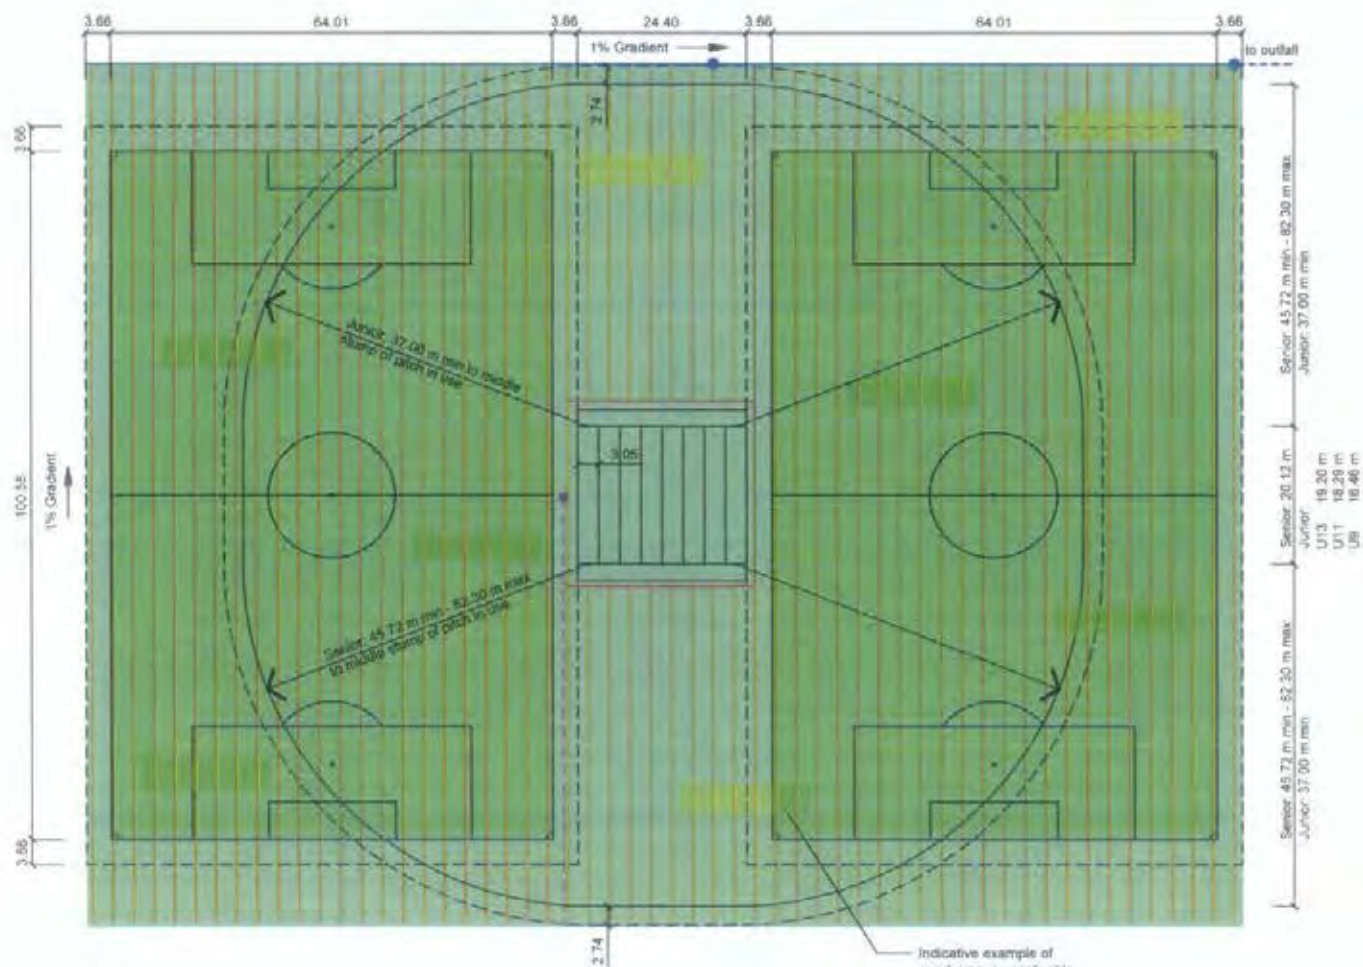 3.66 64.01 3.66 24.40 3.66 64.01 3.66
1% Gradient
to outfall
2.74
3.66
100.58
3.66
1% Gradient
Junior: 37.00 m min to middle
stump of pitch in use
3.05
Senior: 45.72 m min - 82.30 m max
to middle stump of pitch in use
Senior: 45.72 m min - 82.30 m max
Junior: 37.00 m min
Senior: 20.12 m
Junior
U13 19.20 m
U11 18.29 m
U9 16.46 m
Senior: 45.72 m min - 82.30 m max
Junior: 37.00 m min
2.74
Indicative example of